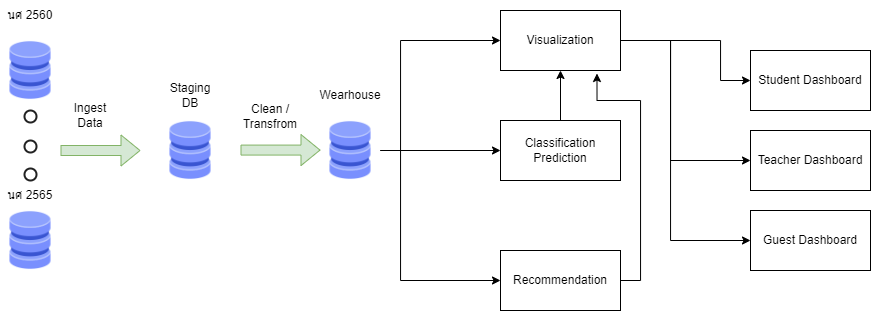 นศ 2560
Ingest
Data
นศ 2565
Staging
DB
Clean /
Transfrom
Wearhouse
Visualization
Classification
Prediction
Recommendation
Student Dashboard
Teacher Dashboard
Guest Dashboard